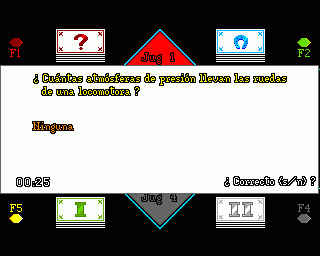 ?
F1
F2
Jug 1
¿ Cuántas atmósferas de presión llevan las ruedas
de una locomotora ?
Ninguna
00:25
¿ Correcto (s/n) ?
F5
I
Jug 4
II
F4